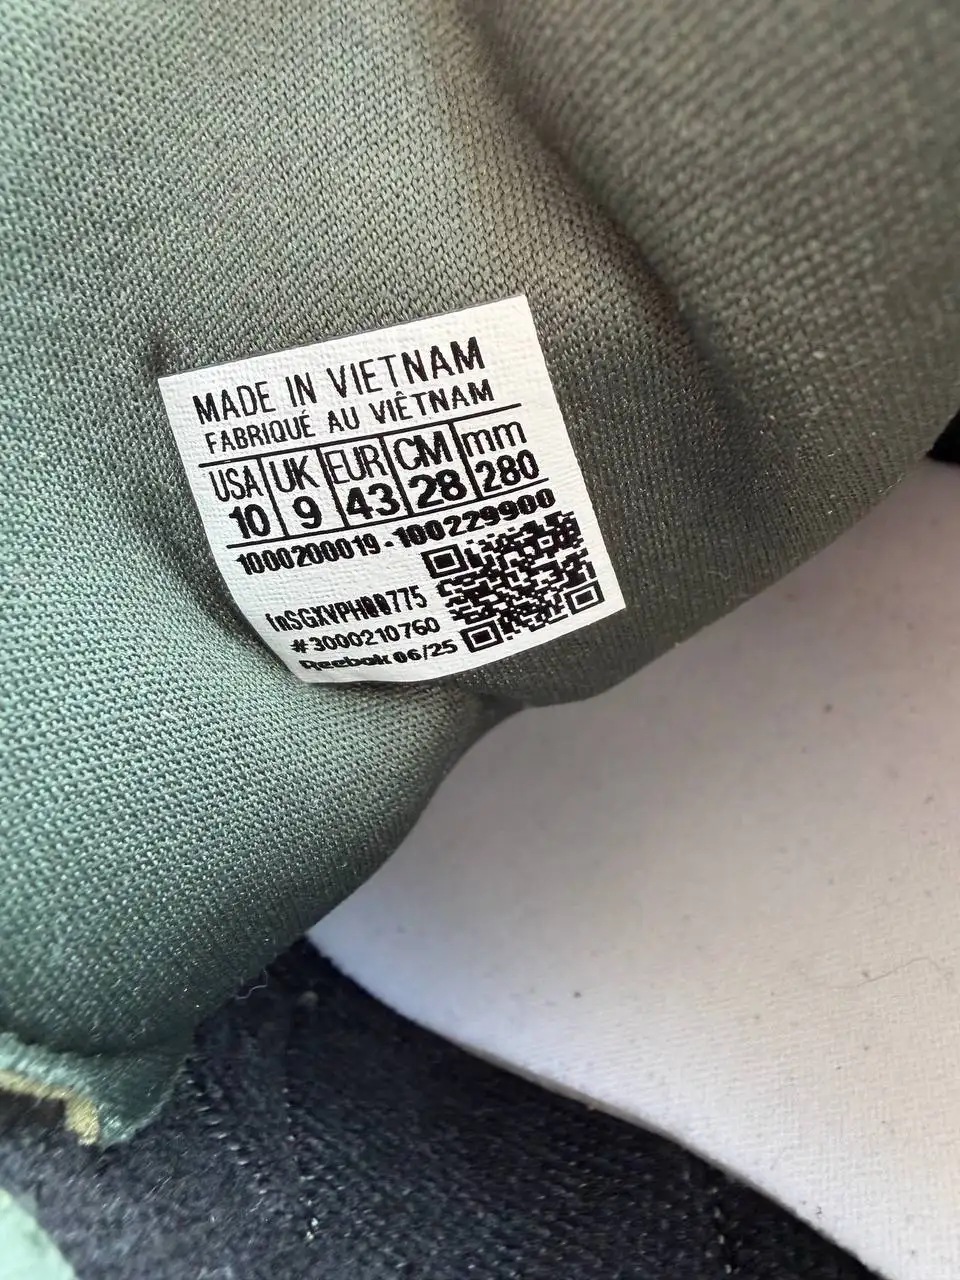 MADE IN VIETNAM
FABRIQUÉ AU VIÊTNAM
USA UK EUR CM mm
10 9 43 28 280
1000200019-100229900
#3000210760
Reebok 06/25